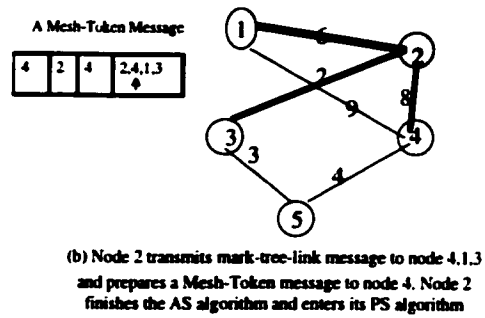 A Mesh-Token Message
4 2 4 2,4,1,3
1
6
2
2
9
8
3
4
3
4
5
(b) Node 2 transmits mark-tree-link message to node 4,1,3
and prepares a Mesh-Token message to node 4. Node 2
finishes the AS algorithm and enters its PS algorithm